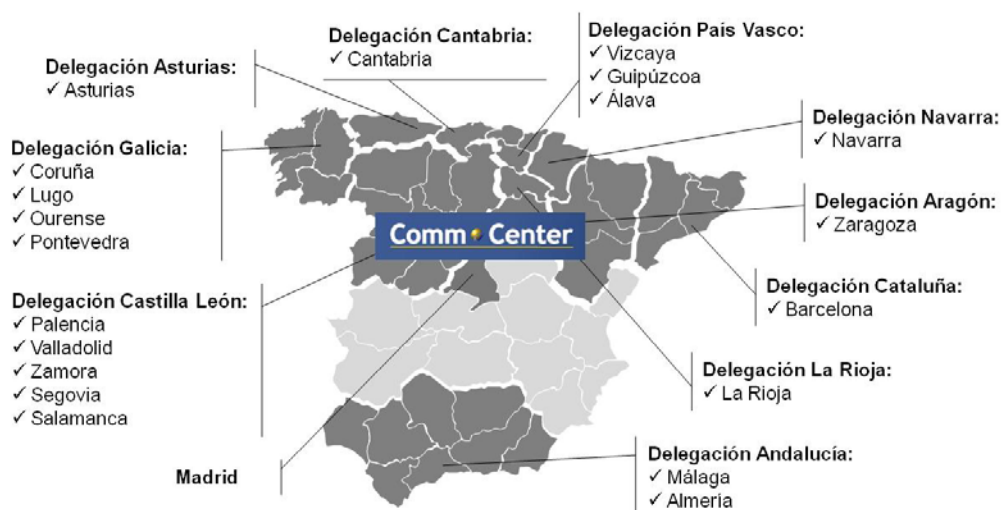 Delegación Cantabria:
✓ Cantabria
Delegación País Vasco:
✓ Vizcaya
✓ Guipúzcoa
✓ Álava
Delegación Asturias:
✓ Asturias
Delegación Navarra:
✓ Navarra
Delegación Galicia:
✓ Coruña
✓ Lugo
✓ Ourense
✓ Pontevedra
Delegación Aragón:
✓ Zaragoza
Comm Center
Delegación Cataluña:
✓ Barcelona
Delegación Castilla León:
✓ Palencia
✓ Valladolid
✓ Zamora
✓ Segovia
✓ Salamanca
Delegación La Rioja:
✓ La Rioja
Madrid
Delegación Andalucía:
✓ Málaga
✓ Almería